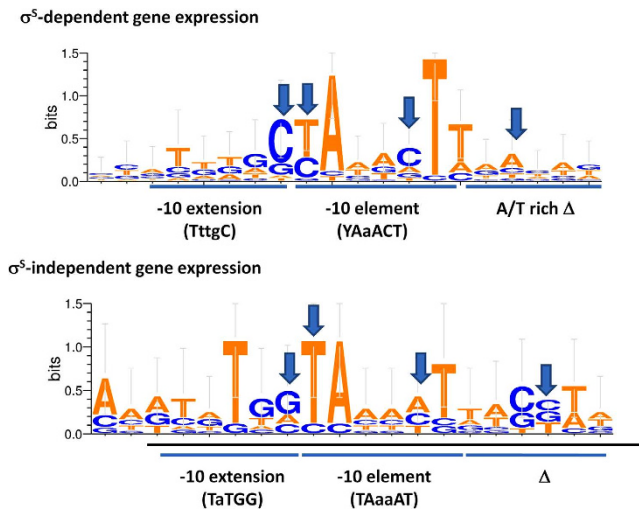 σS-dependent gene expression
1.5
1.0
bits
0.5
0.0
-10 extension -10 element A/T rich Δ
(TttgC) (YAaACT)
σS-independent gene expression
1.5
1.0
bits
0.5
0.0
-10 extension -10 element Δ
(TaTGG) (TAaaAT)